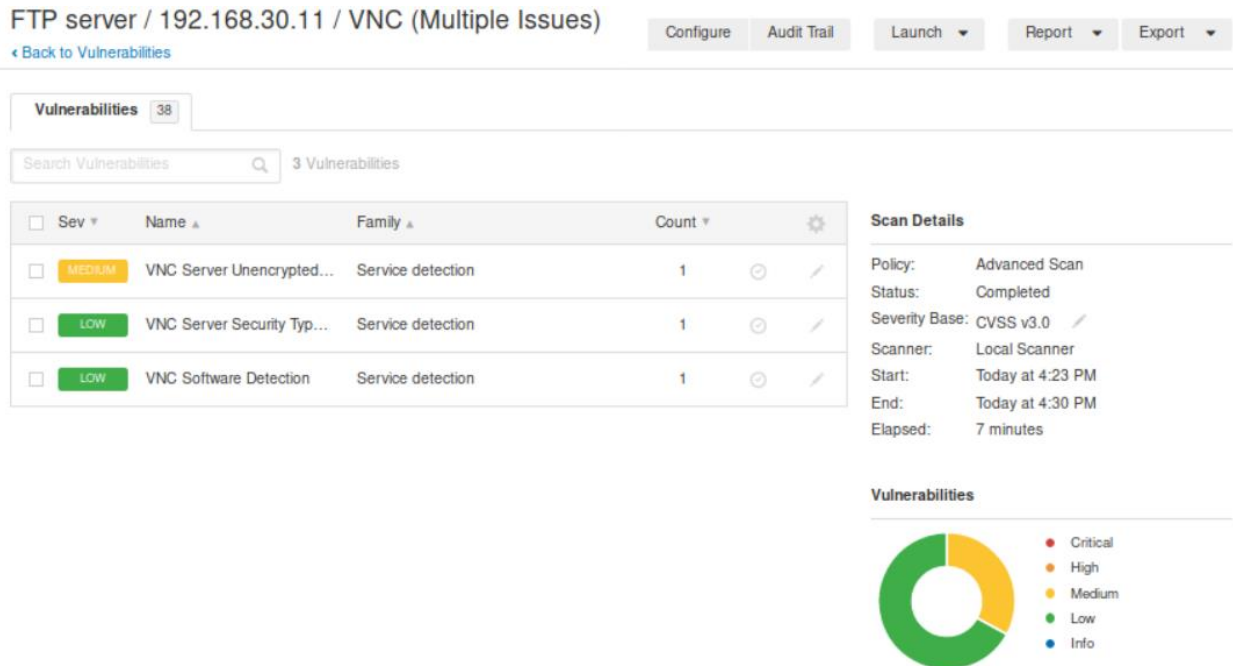 FTP server / 192.168.30.11 / VNC (Multiple Issues)
Configure Audit Trail Launch Report Export
‹ Back to Vulnerabilities
Vulnerabilities 38
Search Vulnerabilities 3 Vulnerabilities
Sev Name Family Count
MEDIUM VNC Server Unencrypted... Service detection 1
LOW VNC Server Security Typ... Service detection 1
LOW VNC Software Detection Service detection 1
Scan Details
Policy: Advanced Scan
Status: Completed
Severity Base: CVSS v3.0
Scanner: Local Scanner
Start: Today at 4:23 PM
End: Today at 4:30 PM
Elapsed: 7 minutes
Vulnerabilities
Critical
High
Medium
Low
Info